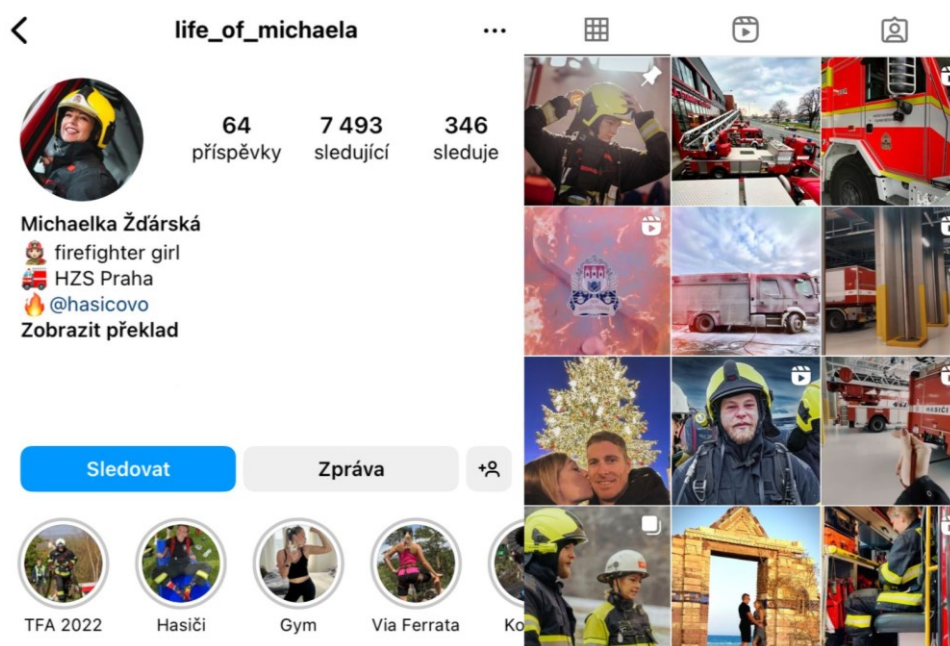 life_of_michaela
64
příspěvky
7 493
sledující
346
sleduje
Michaelka Žďárská
firefighter girl
HZS Praha
@hasicovo
Zobrazit překlad
Sledovat
Zpráva
TFA 2022
Hasiči
Gym
Via Ferrata
Ko
HASIČI